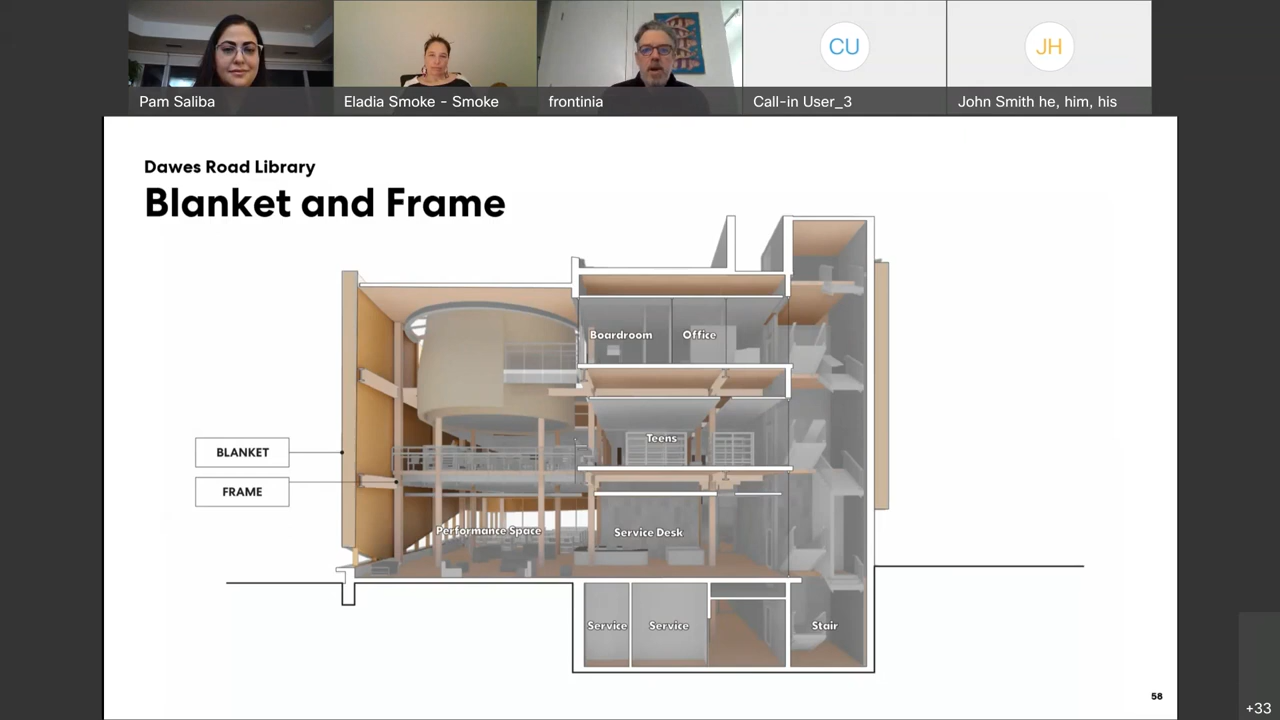 CU
JH
Pam Saliba
Eladia Smoke - Smoke
frontinia
Call-in User_3
John Smith he, him, his
Dawes Road Library
Blanket and Frame
Boardroom
Office
Teens
BLANKET
FRAME
Performance Space
Service Desk
Service
Service
Stair
58
+33